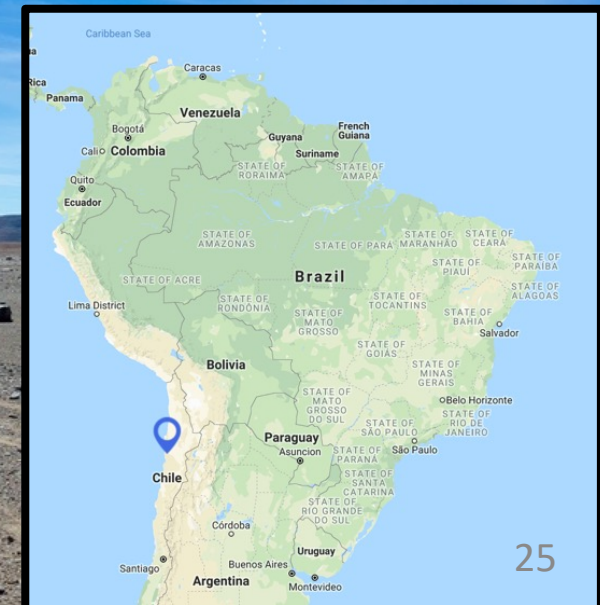 Caribbean Sea
Caracas
Rica
Panama
Venezuela
Bogotá
Guyana
French
Guiana
Cali
Colombia
Suriname
STATE OF
RORAIMA
STATE OF
AMAPÁ
Quito
Ecuador
STATE OF
AMAZONAS
STATE OF PARÁ
STATE OF
MARANHÃO
STATE OF
CEARÁ
STATE OF
PIAUÍ
STATE OF
PARAÍBA
STATE OF ACRE
Brazil
STATE OF
ALAGOAS
Lima District
STATE OF
RONDÔNIA
STATE OF
TOCANTINS
STATE OF
MATO
GROSSO
STATE OF
BAHIA
Salvador
Bolivia
STATE OF
GOIÁS
STATE OF
MINAS
GERAIS
STATE OF
MATO
GROSSO
DO SUL
Belo Horizonte
STATE OF
RIO DE
JANEIRO
Paraguay
Asuncion
STATE OF
SÃO PAULO
São Paulo
STATE OF
PARANÁ
Chile
STATE OF
SANTA
CATARINA
STATE OF
RIO GRANDE
DO SUL
Córdoba
Uruguay
Santiago
Buenos Aires
Montevideo
Argentina
25